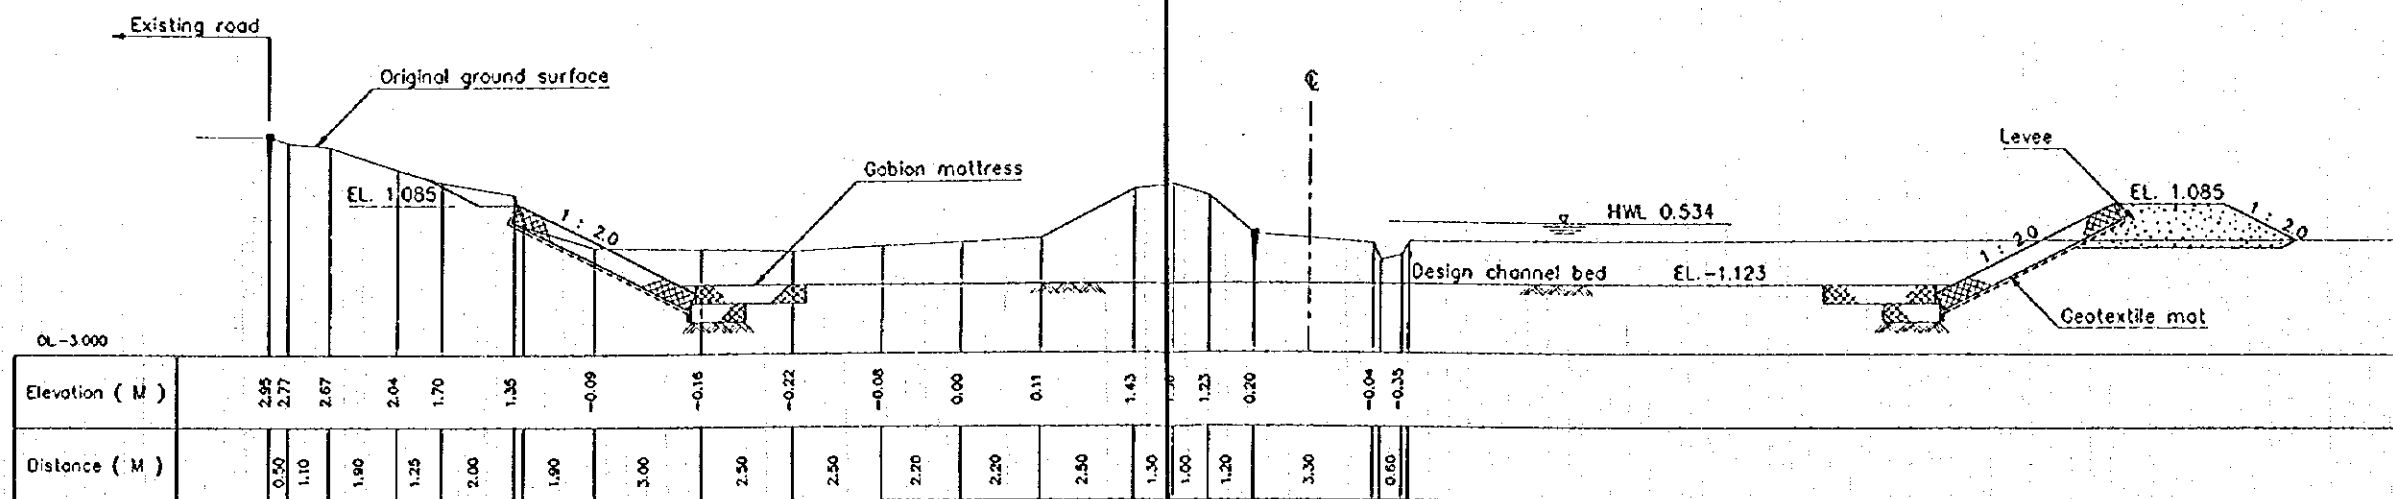 Existing road
Original ground surface
Gabion mattress
Levee
EL. 1.085
1 : 2.0
HWL 0.534
EL. 1.085
1 : 2.0
1 : 2.0
Design channel bed EL.-1.123
Geotextile mat
DL-3.000
Elevation ( M ) 2.95 2.77 2.67 2.04 1.70 1.35 -0.09 -0.16 -0.22 -0.08 0.00 0.11 1.43 1.23 0.20 -0.04 -0.35
Distance ( M ) 0.50 1.10 1.90 1.25 2.00 1.90 3.00 2.50 2.50 2.20 2.20 2.50 1.30 1.00 1.20 3.30 0.60